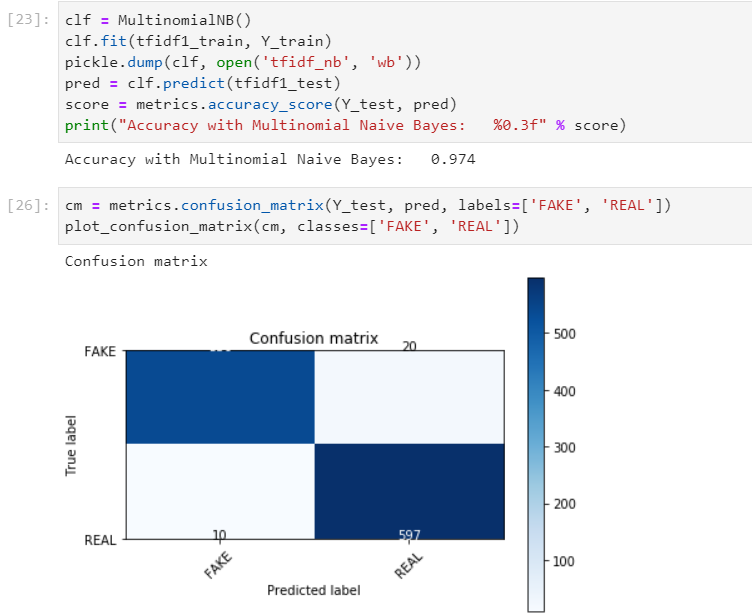 [23]: clf = MultinomialNB()
clf.fit(tfidf1_train, Y_train)
pickle.dump(clf, open('tfidf_nb', 'wb'))
pred = clf.predict(tfidf1_test)
score = metrics.accuracy_score(Y_test, pred)
print("Accuracy with Multinomial Naive Bayes:   %0.3f" % score)
Accuracy with Multinomial Naive Bayes:   0.974
[26]: cm = metrics.confusion_matrix(Y_test, pred, labels=['FAKE', 'REAL'])
plot_confusion_matrix(cm, classes=['FAKE', 'REAL'])
Confusion matrix
Confusion matrix
FAKE
20
True label
REAL
10
597
FAKE
REAL
Predicted label
500
400
300
200
100